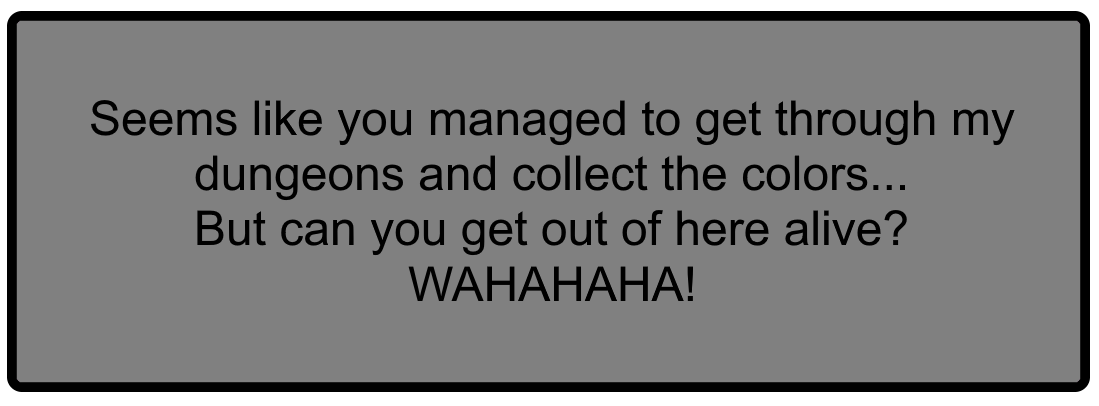 Seems like you managed to get through my
dungeons and collect the colors...
But can you get out of here alive?
WAHAHAHA!